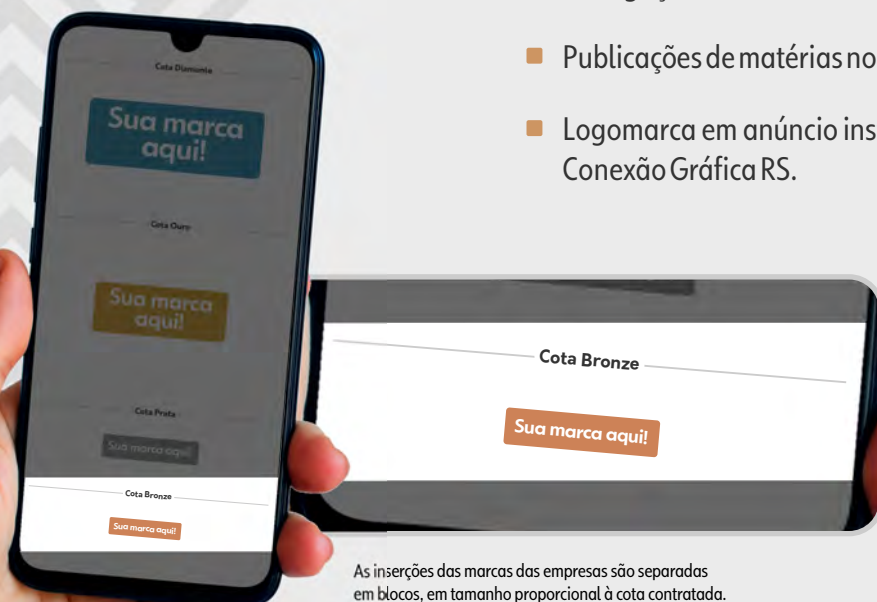 Publicações de matérias no
Logomarca em anúncio ins
Conexão Gráfica RS.
Cota Diamante
Sua marca
aqui!
Cota Ouro
Sua marca
aqui!
Cota Prata
Sua marca aqui!
Cota Bronze
Sua marca aqui!
Cota Bronze
Sua marca aqui!
As inserções das marcas das empresas são separadas
em blocos, em tamanho proporcional à cota contratada.